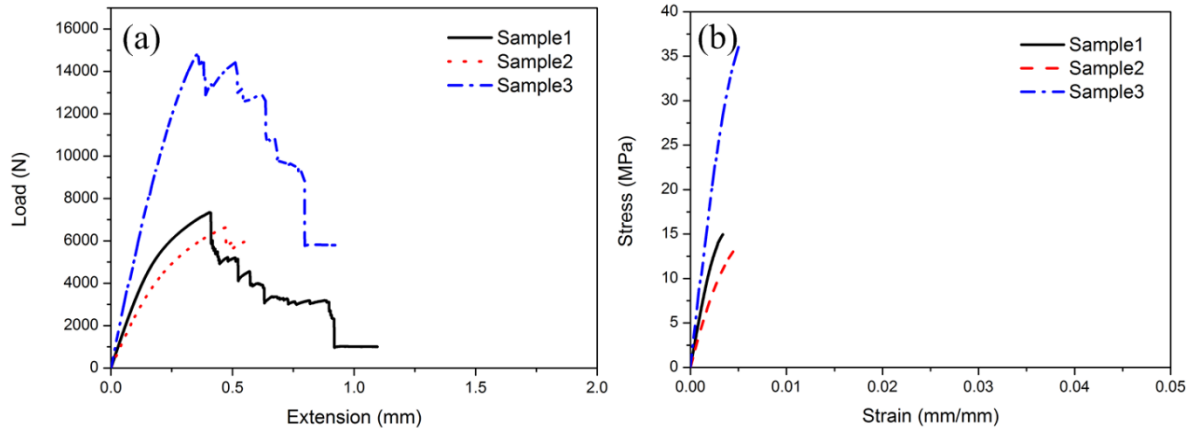 (a)
Sample1
Sample2
Sample3
16000
14000
12000
10000
8000
6000
4000
2000
0
Load (N)
0.0 0.5 1.0 1.5 2.0
Extension (mm)
(b)
Sample1
Sample2
Sample3
40
35
30
25
20
15
10
5
0
Stress (MPa)
0.00 0.01 0.02 0.03 0.04 0.05
Strain (mm/mm)